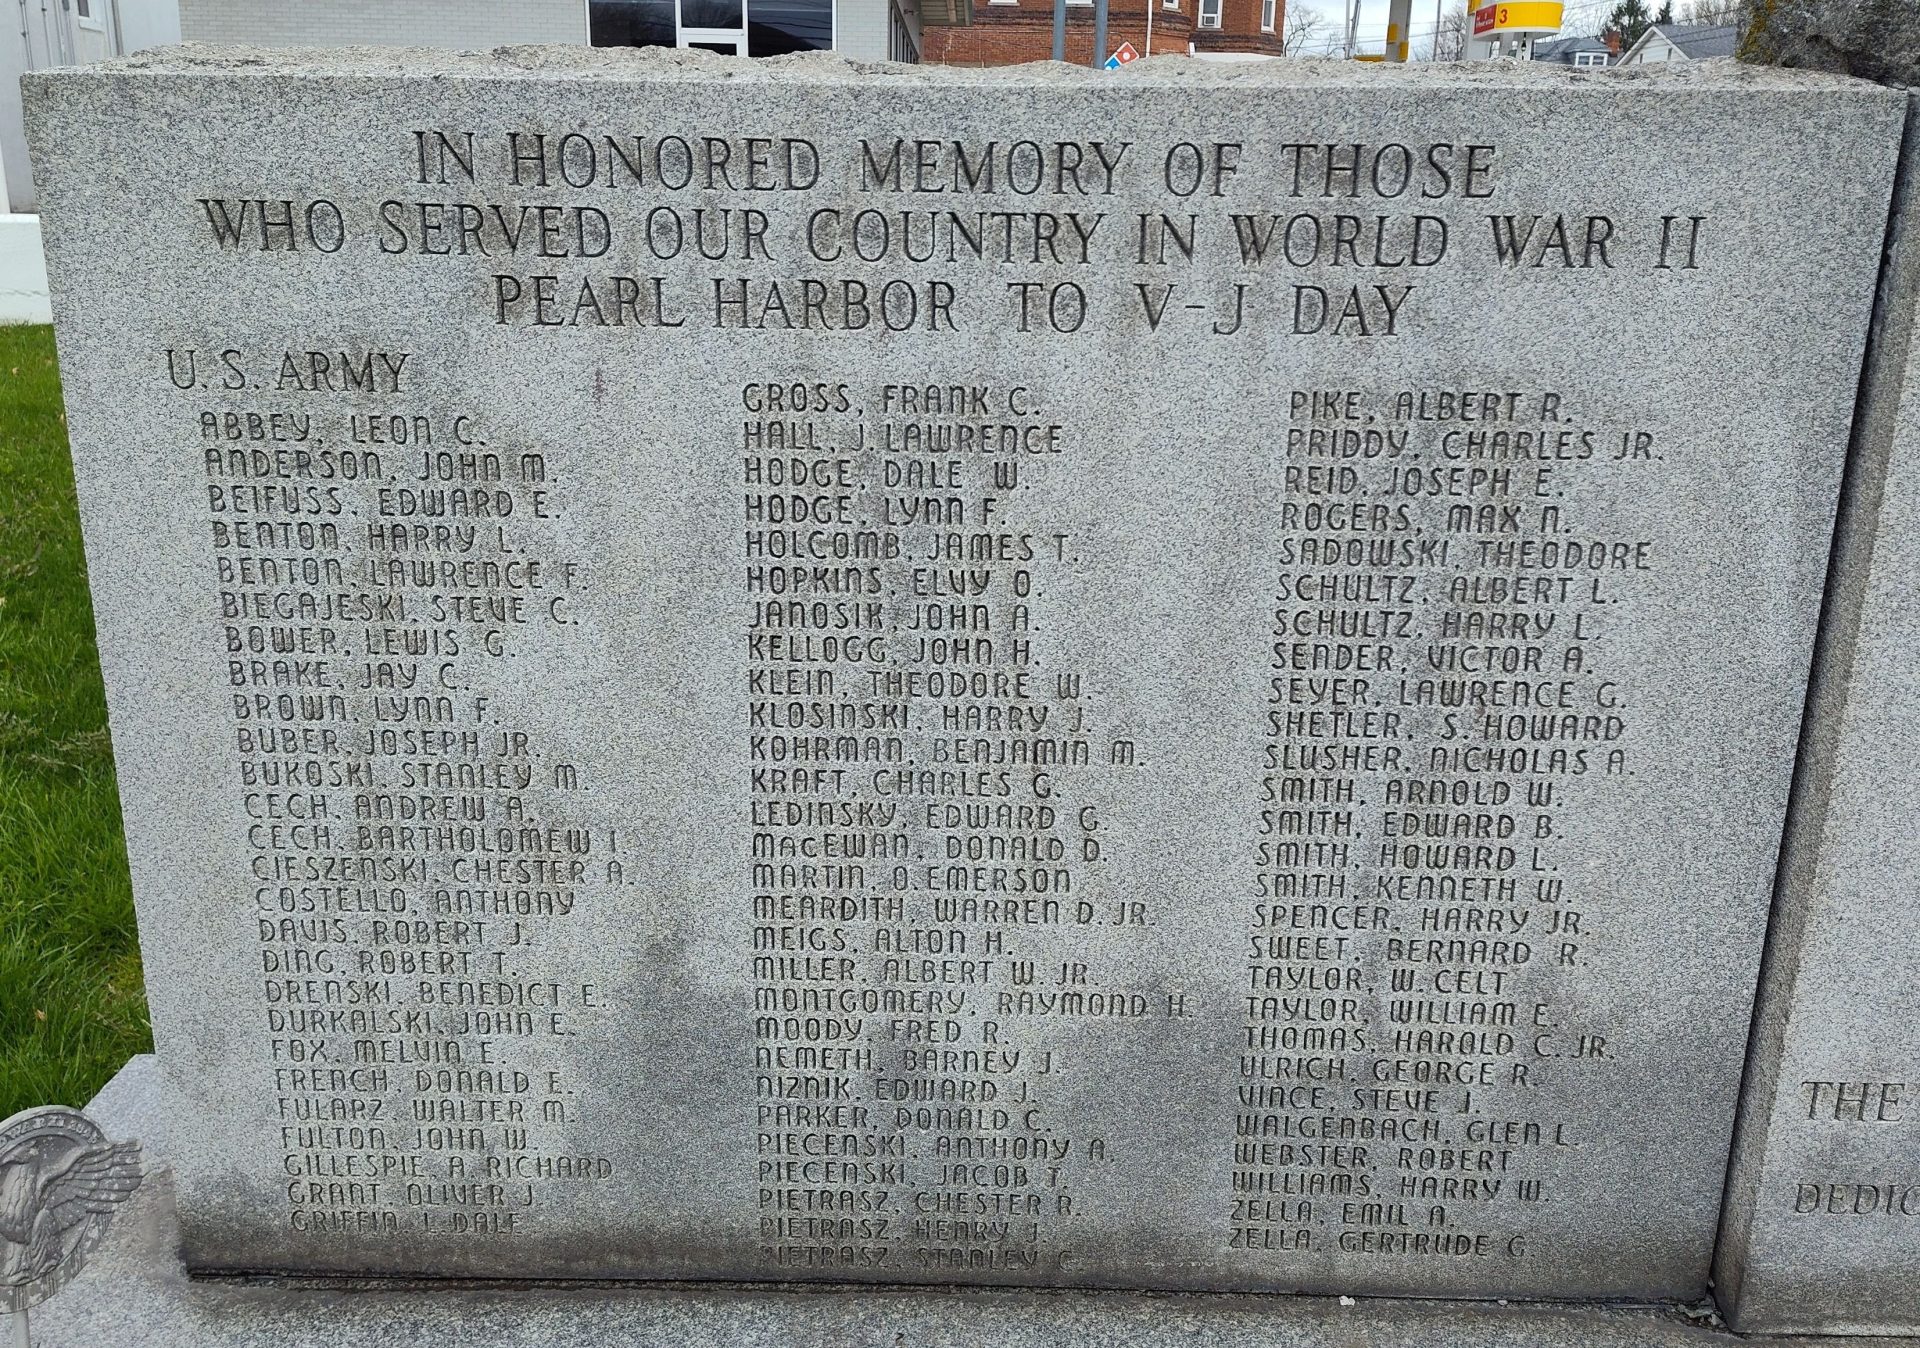 IN HONORED MEMORY OF THOSE
WHO SERVED OUR COUNTRY IN WORLD WAR II
PEARL HARBOR TO V-J DAY
U.S. ARMY
ABBEY, LEON C.
ANDERSON, JOHN M.
BEIFUSS, EDWARD E.
BENTON, HARRY L.
BENTON, LAWRENCE F.
BIEGAJESKI, STEVE C.
BOWER, LEWIS G.
BRAKE, JAY C.
BROWN, LYNN F.
BUBER, JOSEPH JR.
BUKOSKI, STANLEY M.
CECH, ANDREW A.
CECH, BARTHOLOMEW I.
CIESZENSKI, CHESTER A.
COSTELLO, ANTHONY
DAVIS, ROBERT J.
DING, ROBERT T.
DRENSKI, BENEDICT E.
DURKALSKI, JOHN E.
FOX, MELVIN E.
FRENCH, DONALD E.
FULARZ, WALTER M.
FULTON, JOHN W.
GILLESPIE, A. RICHARD
GRANT, OLIVER J.
GRIFFIN, L. DALE
GROSS, FRANK C.
HALL, J. LAWRENCE
HODGE, DALE W.
HODGE, LYNN F.
HOLCOMB, JAMES T.
HOPKINS, ELVY O.
JANOSIK, JOHN A.
KELLOGG, JOHN H.
KLEIN, THEODORE W.
KLOSINSKI, HARRY J.
KOHRMAN, BENJAMIN M.
KRAFT, CHARLES G.
LEDINSKY, EDWARD G.
MACEWAN, DONALD D.
MARTIN, O. EMERSON
MEARDITH, WARREN D. JR.
MEIGS, ALTON H.
MILLER, ALBERT W. JR.
MONTGOMERY, RAYMOND H.
MOODY, FRED R.
NEMETH, BARNEY J.
NIZNIK, EDWARD J.
PARKER, DONALD C.
PIECENSKI, ANTHONY A.
PIECENSKI, JACOB T.
PIETRASZ, CHESTER R.
PIETRASZ, HENRY J.
PIETRASZ, STANLEY C.
PIKE, ALBERT R.
PRIDDY, CHARLES JR.
REID, JOSEPH E.
ROGERS, MAX N.
SADOWSKI, THEODORE
SCHULTZ, ALBERT L.
SCHULTZ, HARRY L.
SENDER, VICTOR A.
SEYER, LAWRENCE G.
SHETLER, S. HOWARD
SLUSHER, NICHOLAS A.
SMITH, ARNOLD W.
SMITH, EDWARD B.
SMITH, HOWARD L.
SMITH, KENNETH W.
SPENCER, HARRY JR.
SWEET, BERNARD R.
TAYLOR, W. CELT
TAYLOR, WILLIAM E.
THOMAS, HAROLD C. JR.
ULRICH, GEORGE R.
VINCE, STEVE J.
WALGENBACH, GLEN L.
WEBSTER, ROBERT
WILLIAMS, HARRY W.
ZELLA, EMIL A.
ZELLA, GERTRUDE G.
THE
DEDIC
3